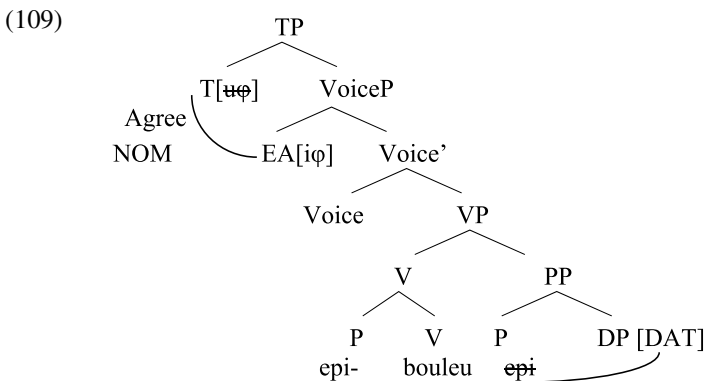 (109)
TP
T[uφ] VoiceP
Agree
NOM EA[iφ] Voice’
Voice VP
V PP
P V P DP [DAT]
epi- bouleu epi